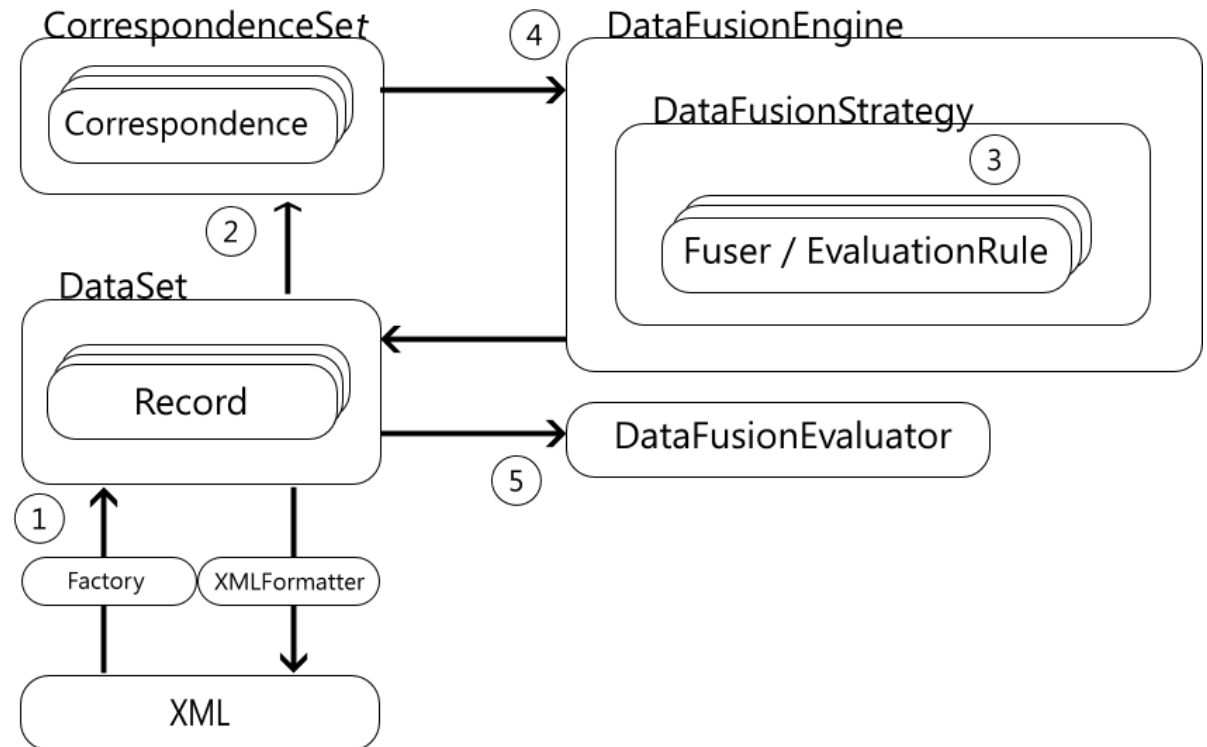 CorrespondenceSet
4
DataFusionEngine
Correspondence
DataFusionStrategy
3
2
Fuser / EvaluationRule
DataSet
Record
DataFusionEvaluator
5
1
Factory
XMLFormatter
XML